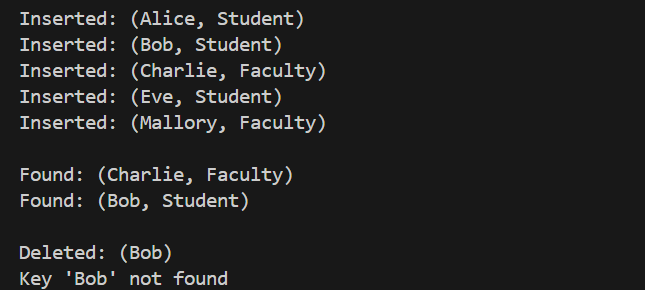 Inserted: (Alice, Student)
Inserted: (Bob, Student)
Inserted: (Charlie, Faculty)
Inserted: (Eve, Student)
Inserted: (Mallory, Faculty)
Found: (Charlie, Faculty)
Found: (Bob, Student)
Deleted: (Bob)
Key 'Bob' not found